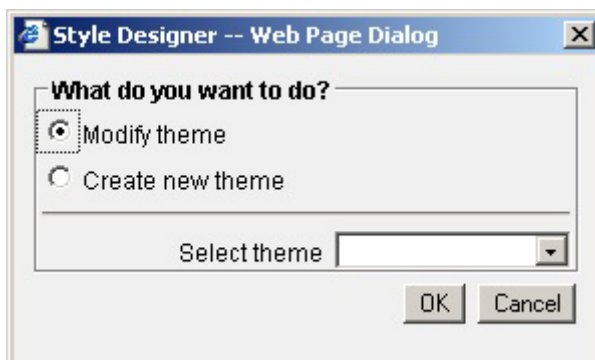 Style Designer -- Web Page Dialog
What do you want to do?
Modify theme
Create new theme
Select theme
OK Cancel